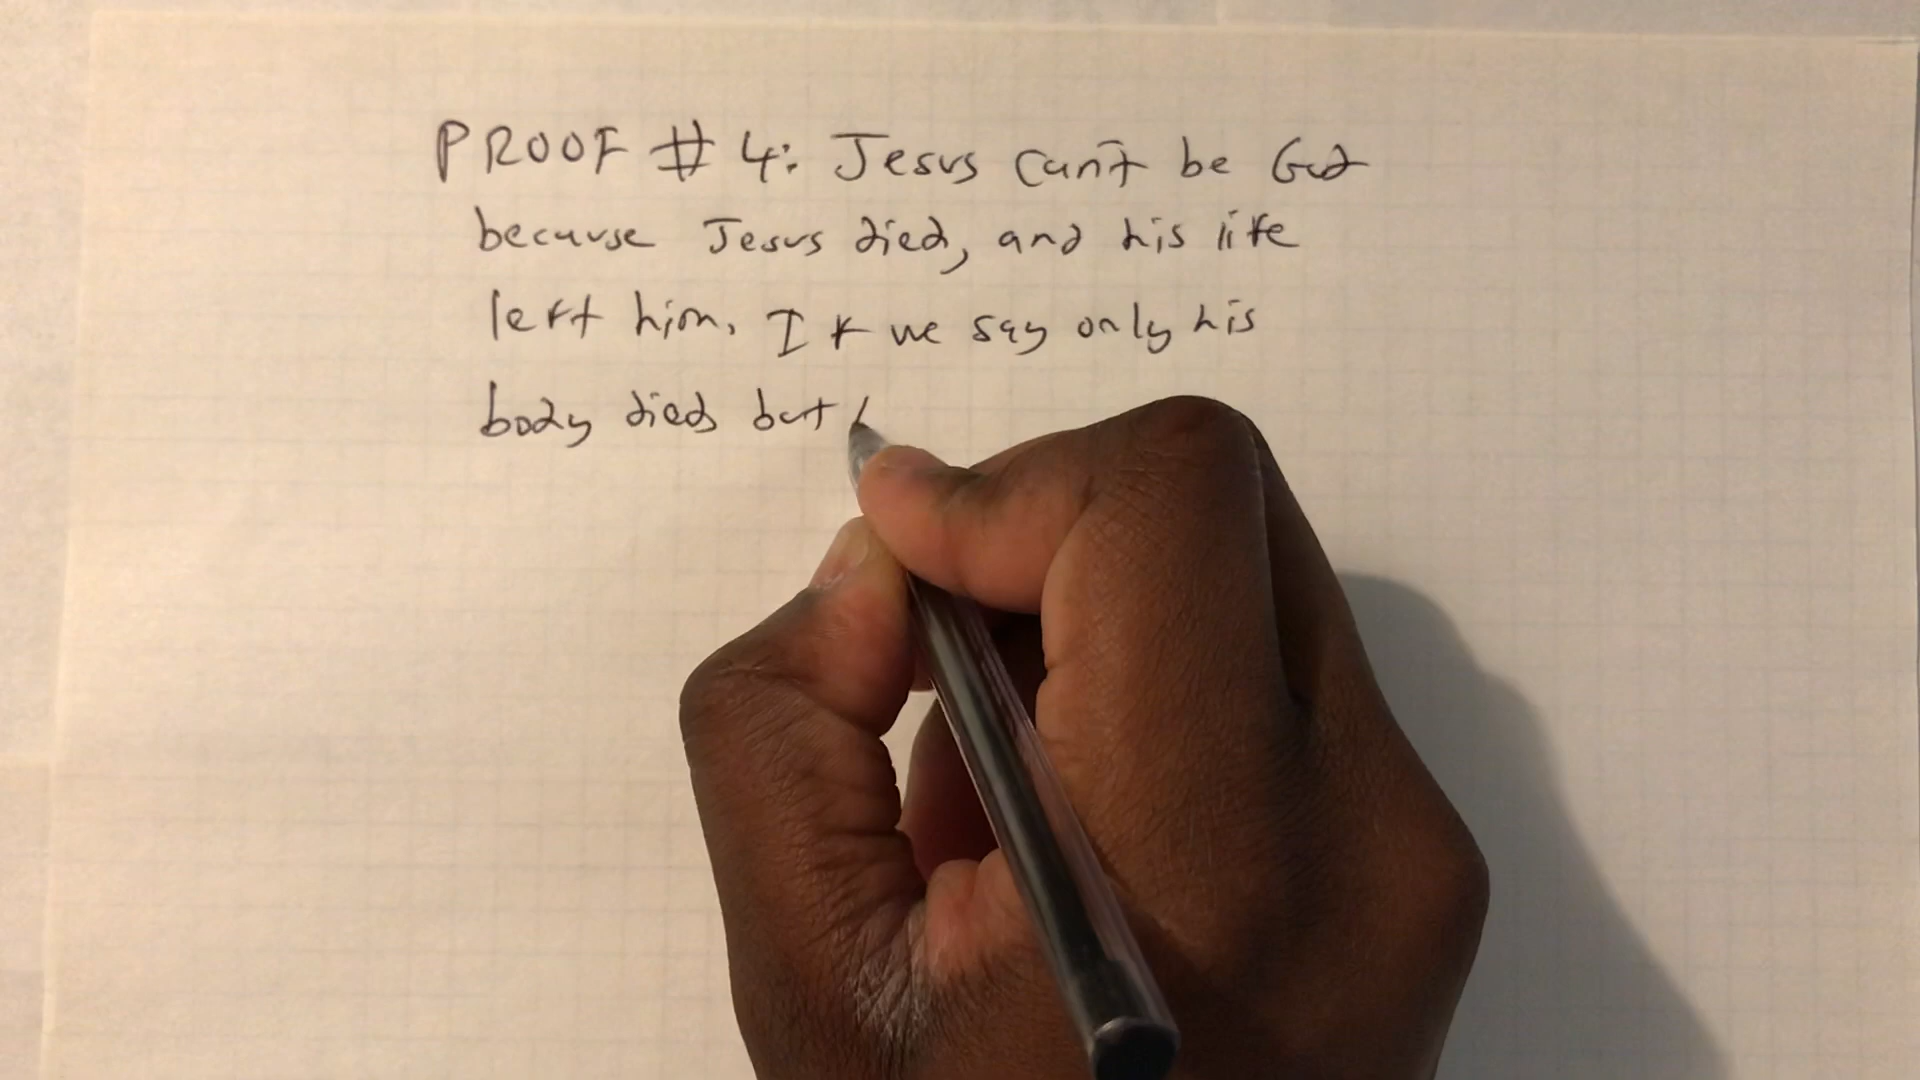 PROOF # 4: Jesus can't be God
because Jesus died, and his life
left him. If we say only his
body died but